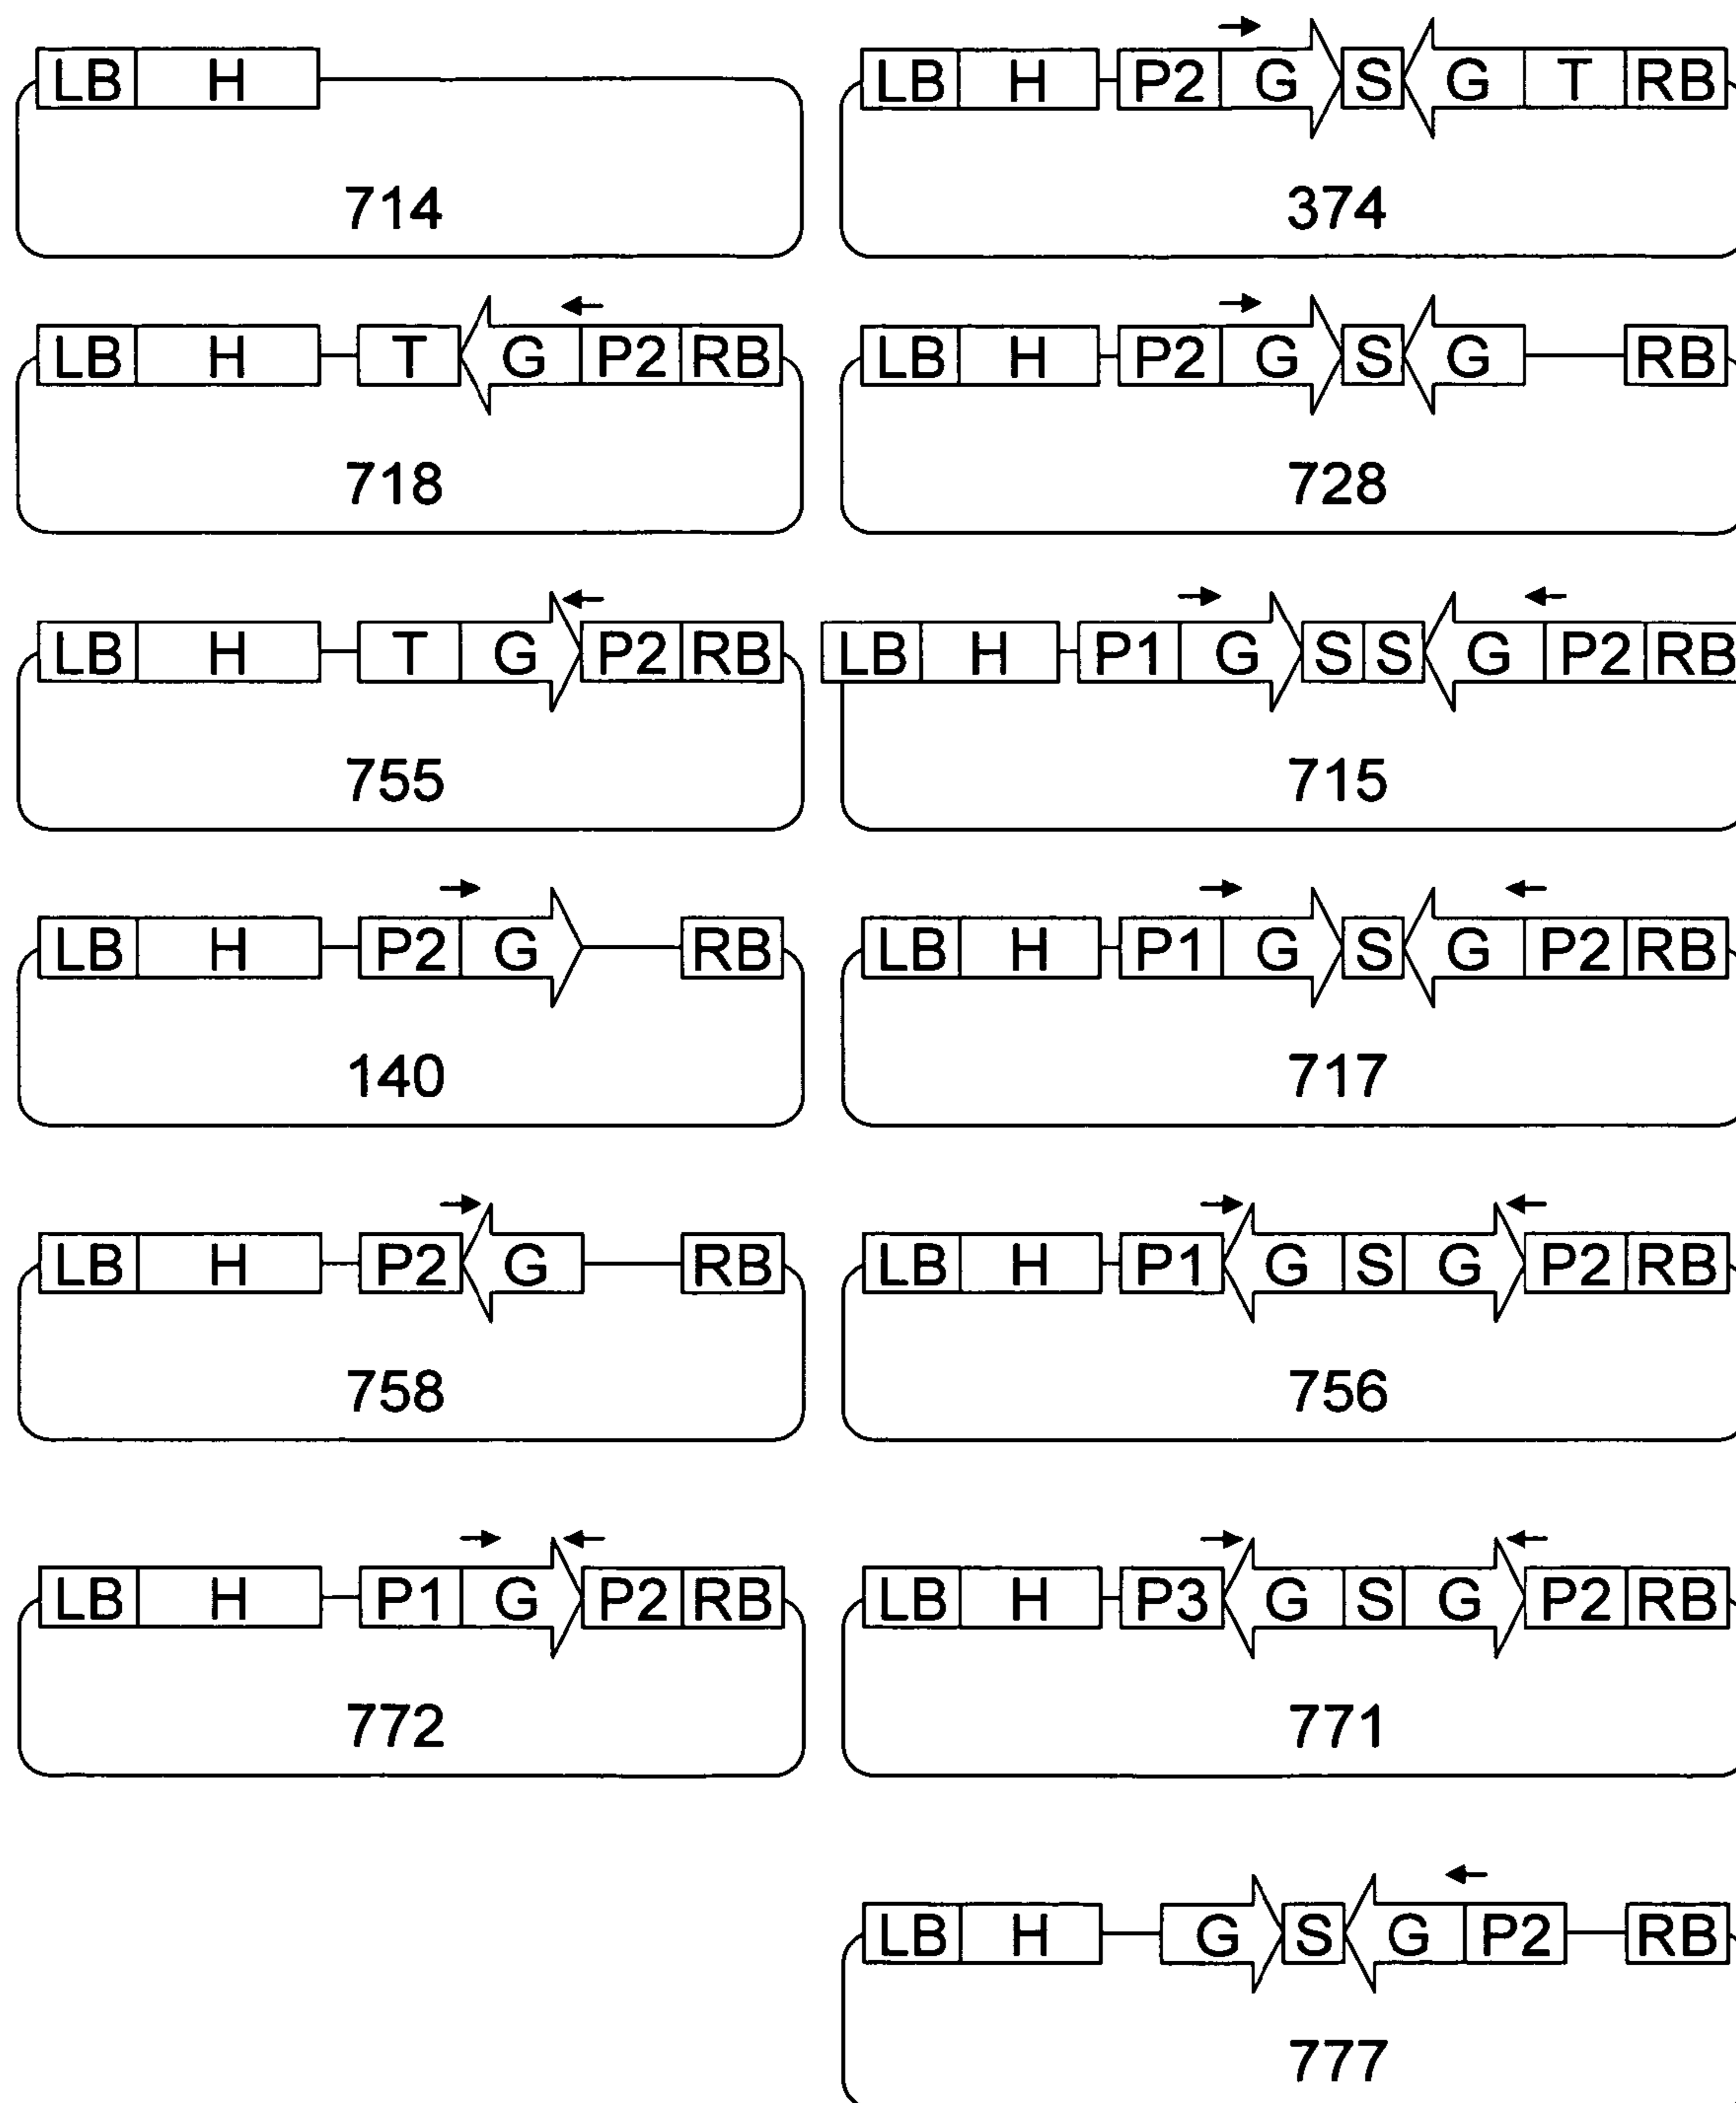 LB H
714
LB H P2 G S G T RB
374
LB H T G P2 RB
718
LB H P2 G S G RB
728
LB H T G P2 RB
755
LB H P1 G S S G P2 RB
715
LB H P2 G RB
140
LB H P1 G S G P2 RB
717
LB H P2 G RB
758
LB H P1 G S G P2 RB
756
LB H P1 G P2 RB
772
LB H P3 G S G P2 RB
771
LB H G S G P2 RB
777